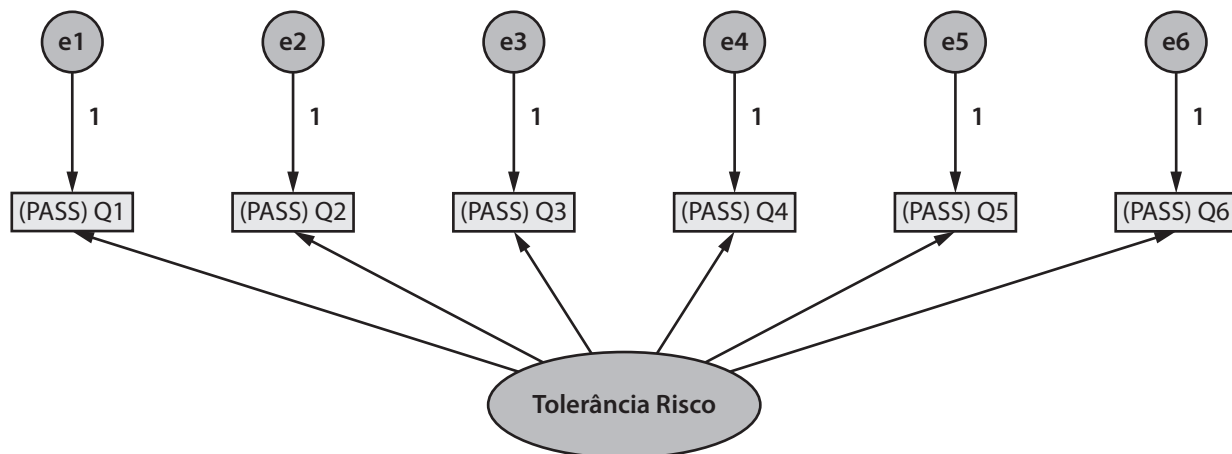 e1 e2 e3 e4 e5 e6
1 1 1 1 1 1
(PASS) Q1 (PASS) Q2 (PASS) Q3 (PASS) Q4 (PASS) Q5 (PASS) Q6
Tolerância Risco